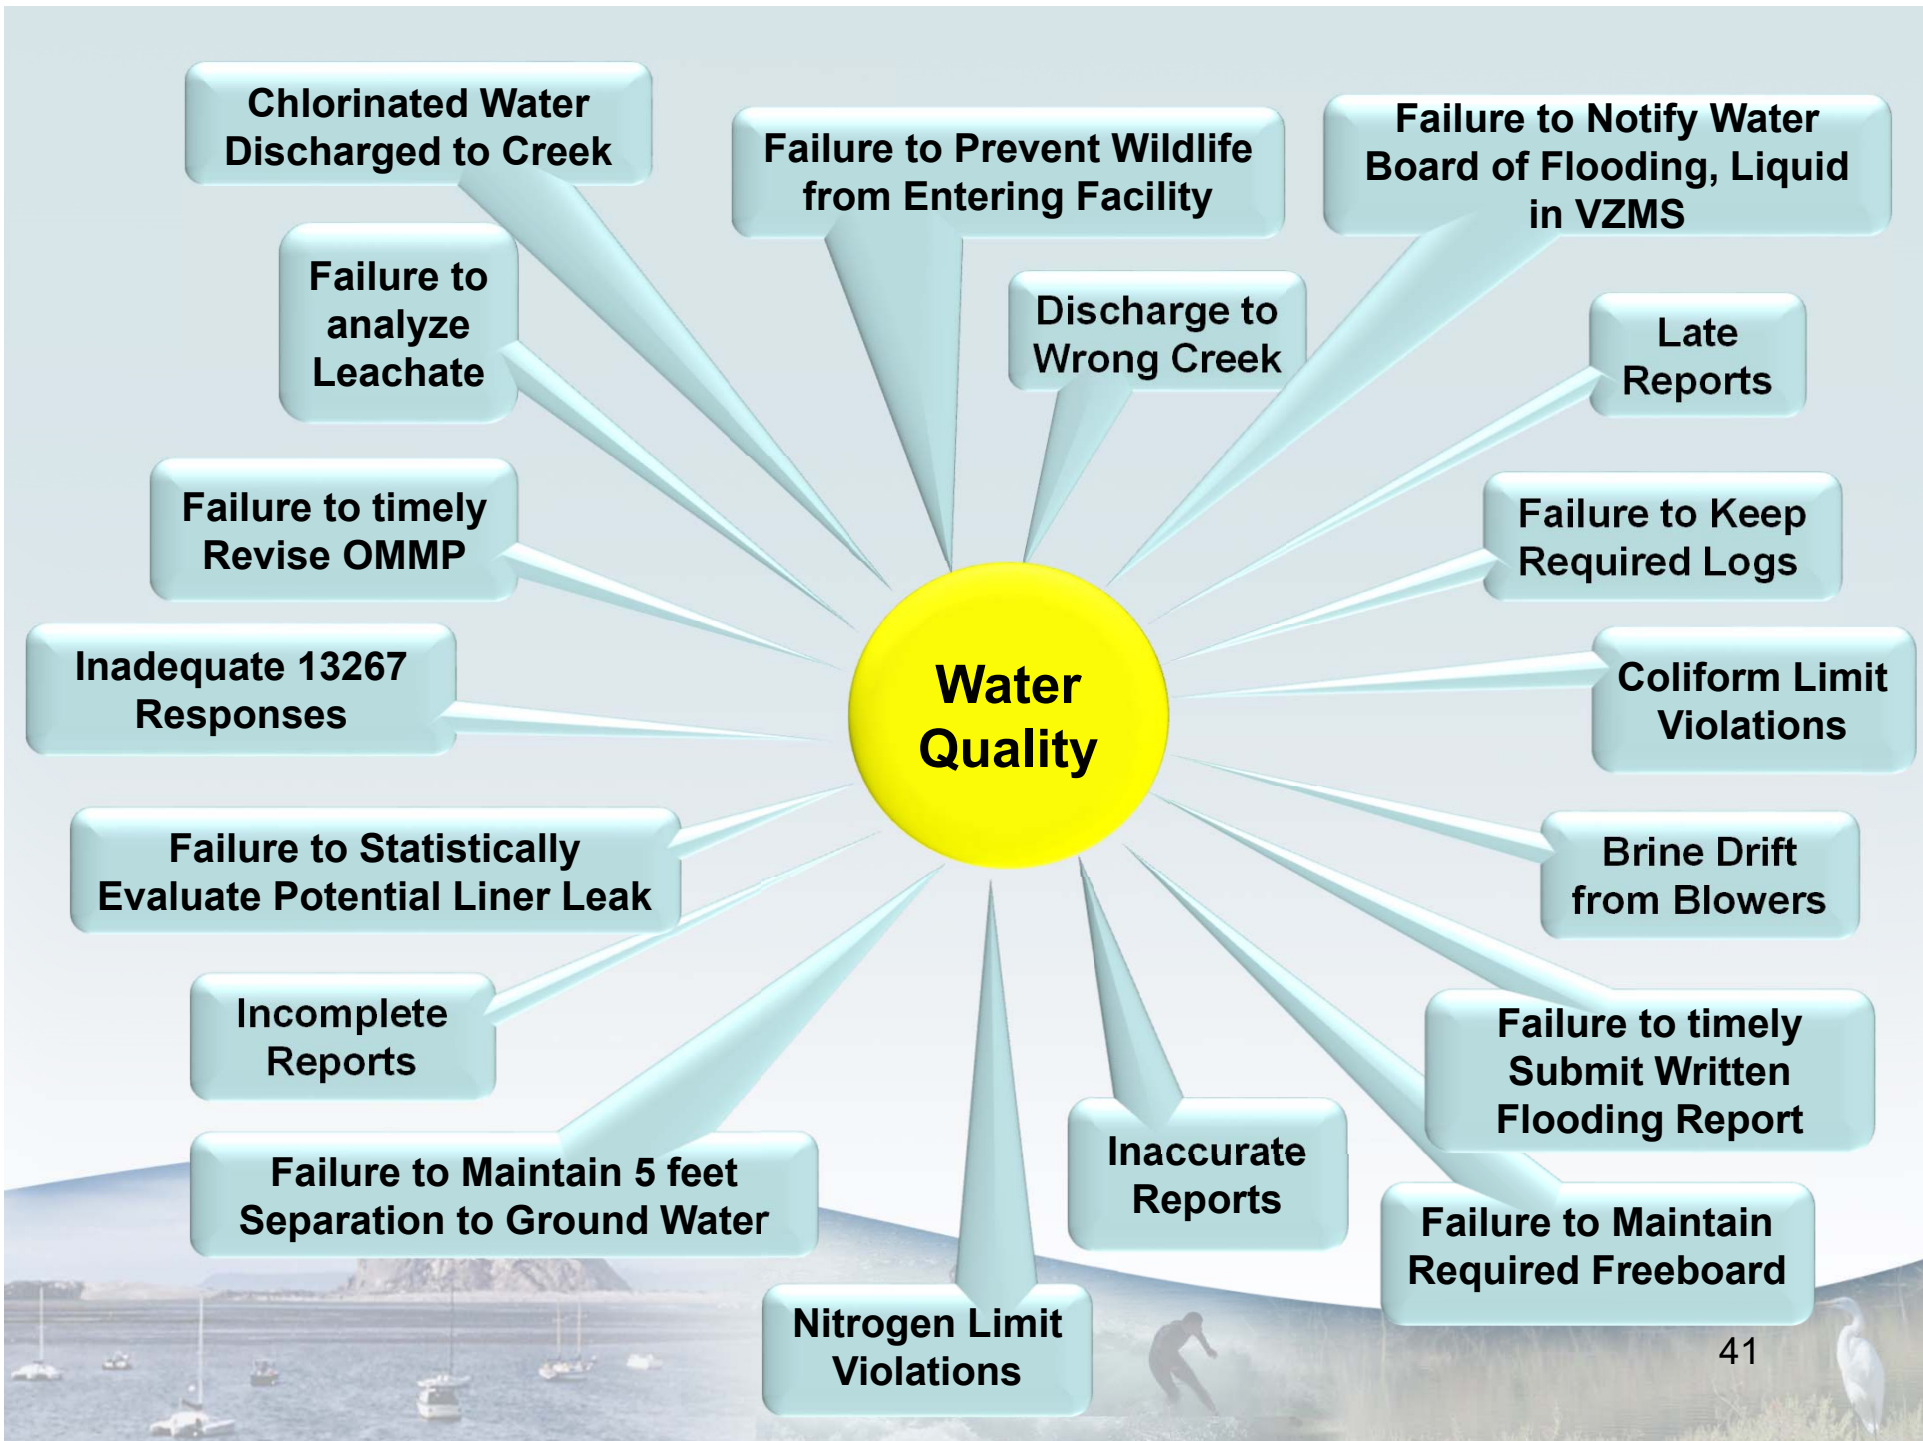 Chlorinated Water
Discharged to Creek
Failure to Prevent Wildlife
from Entering Facility
Failure to Notify Water
Board of Flooding, Liquid
in VZMS
Failure to
analyze
Leachate
Discharge to
Wrong Creek
Late
Reports
Failure to timely
Revise OMMP
Failure to Keep
Required Logs
Inadequate 13267
Responses
Water
Quality
Coliform Limit
Violations
Failure to Statistically
Evaluate Potential Liner Leak
Brine Drift
from Blowers
Incomplete
Reports
Failure to timely
Submit Written
Flooding Report
Failure to Maintain 5 feet
Separation to Ground Water
Inaccurate
Reports
Failure to Maintain
Required Freeboard
Nitrogen Limit
Violations
41